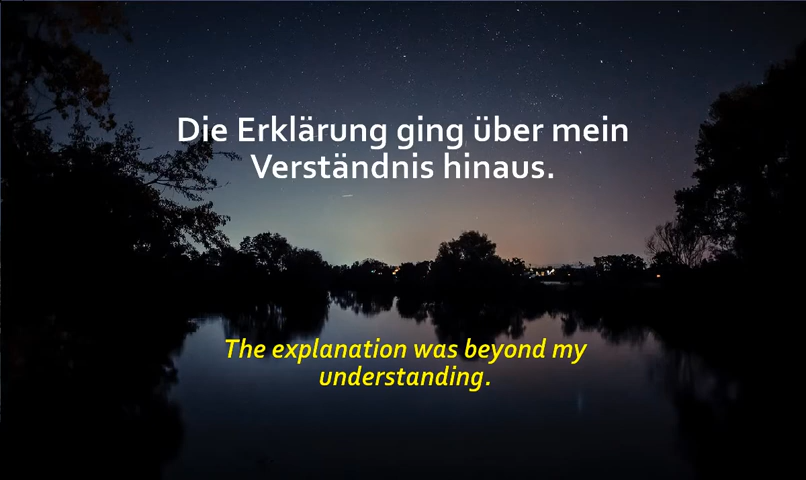 Die Erklärung ging über mein
Verständnis hinaus.
The explanation was beyond my
understanding.